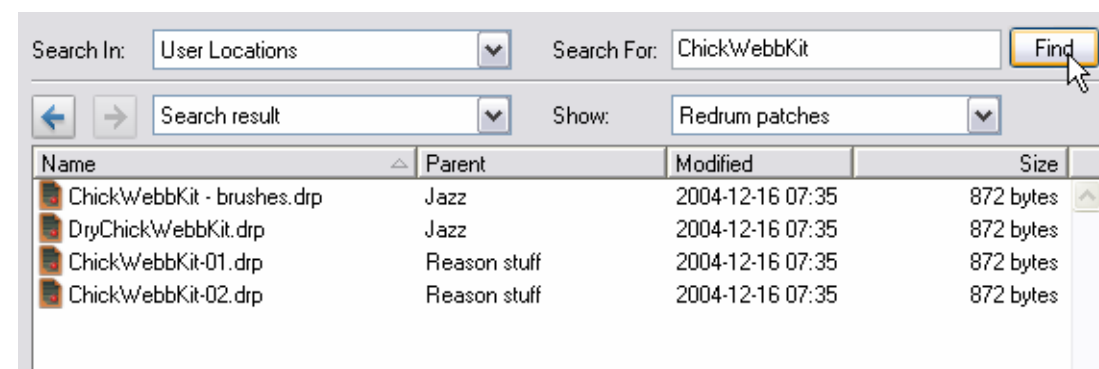 Search In: User Locations Search For: ChickWebbKit Find
Search result Show: Redrum patches
Name Parent Modified Size
ChickWebbKit - brushes.drp Jazz 2004-12-16 07:35 872 bytes
DryChickWebbKit.drp Jazz 2004-12-16 07:35 872 bytes
ChickWebbKit-01.drp Reason stuff 2004-12-16 07:35 872 bytes
ChickWebbKit-02.drp Reason stuff 2004-12-16 07:35 872 bytes